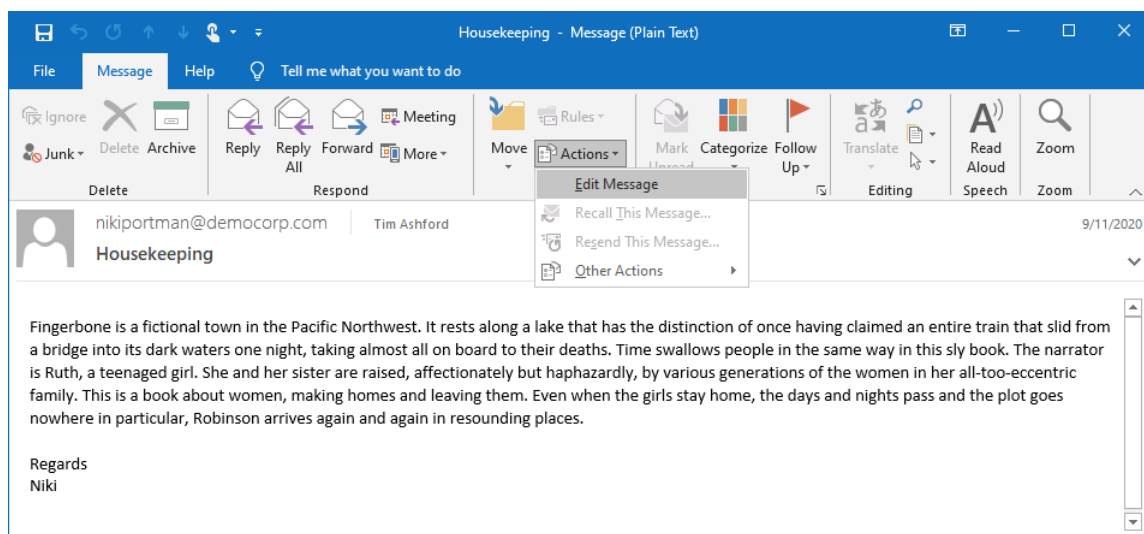 Housekeeping - Message (Plain Text)
File Message Help Tell me what you want to do
Ignore
Junk
Delete Archive
Reply Reply All Forward
Meeting
More
Move
Rules
Actions
Mark Unread
Categorize Follow Up
Translate
Read Aloud
Zoom
Delete Respond Editing Speech Zoom
Edit Message
Recall This Message...
Resend This Message...
Other Actions
nikiportman@democorp.com Tim Ashford 9/11/2020
Housekeeping
Fingerbone is a fictional town in the Pacific Northwest. It rests along a lake that has the distinction of once having claimed an entire train that slid from
a bridge into its dark waters one night, taking almost all on board to their deaths. Time swallows people in the same way in this sly book. The narrator
is Ruth, a teenaged girl. She and her sister are raised, affectionately but haphazardly, by various generations of the women in her all-too-eccentric
family. This is a book about women, making homes and leaving them. Even when the girls stay home, the days and nights pass and the plot goes
nowhere in particular, Robinson arrives again and again in resounding places.
Regards
Niki